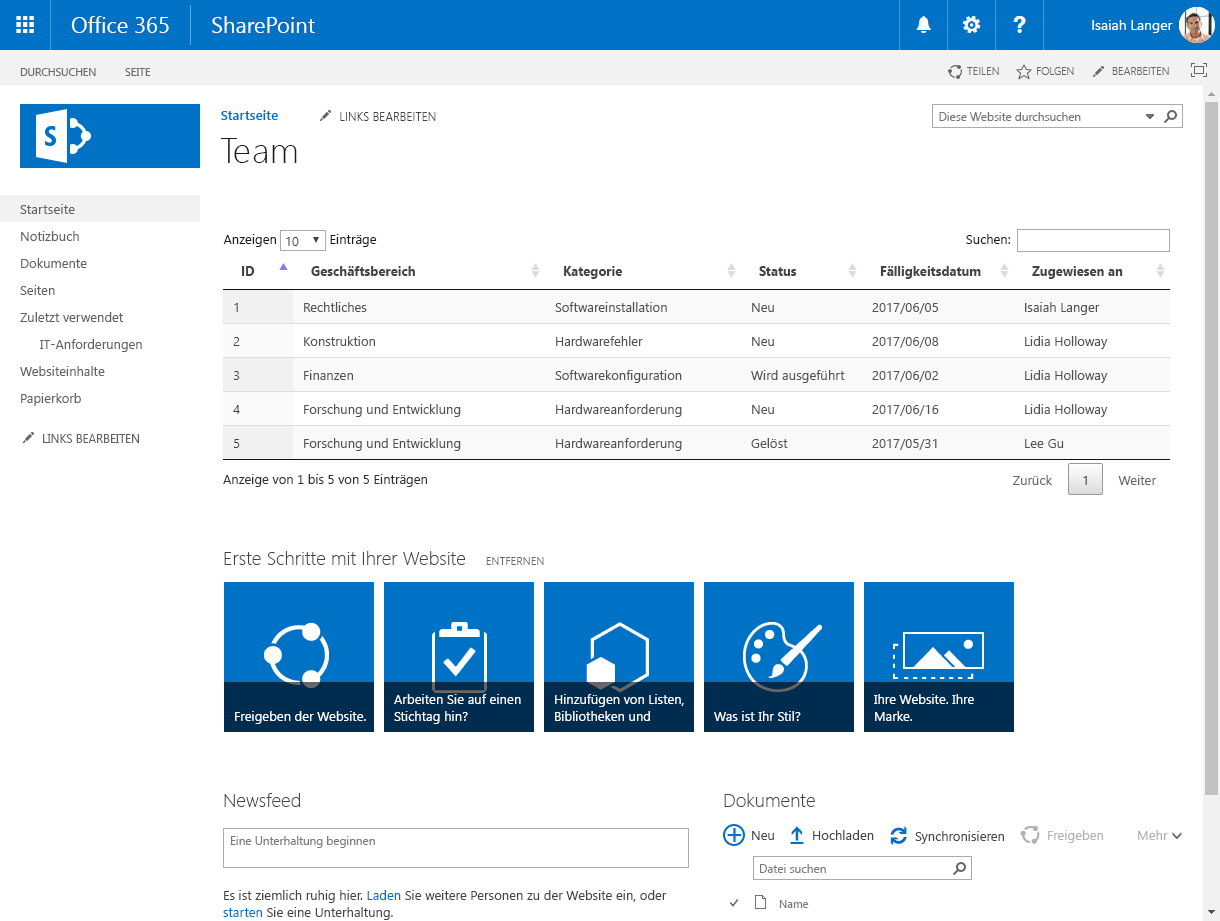 Office 365 SharePoint Isaiah Langer
DURCHSUCHEN SEITE TEILEN FOLGEN BEARBEITEN
S
Startseite LINKS BEARBEITEN Diese Website durchsuchen
Team
Startseite
Notizbuch
Dokumente
Seiten
Zuletzt verwendet
IT-Anforderungen
Websiteinhalte
Papierkorb
LINKS BEARBEITEN
Anzeigen 10 Einträge Suchen:
ID Geschäftsbereich Kategorie Status Fälligkeitsdatum Zugewiesen an
1 Rechtliches Softwareinstallation Neu 2017/06/05 Isaiah Langer
2 Konstruktion Hardwarefehler Neu 2017/06/08 Lidia Holloway
3 Finanzen Softwarekonfiguration Wird ausgeführt 2017/06/02 Lidia Holloway
4 Forschung und Entwicklung Hardwareanforderung Neu 2017/06/16 Lidia Holloway
5 Forschung und Entwicklung Hardwareanforderung Gelöst 2017/05/31 Lee Gu
Anzeige von 1 bis 5 von 5 Einträgen Zurück 1 Weiter
Erste Schritte mit Ihrer Website ENTFERNEN
Freigeben der Website.
Arbeiten Sie auf einen
Stichtag hin?
Hinzufügen von Listen,
Bibliotheken und
Was ist Ihr Stil?
Ihre Website. Ihre
Marke.
Newsfeed
Eine Unterhaltung beginnen
Es ist ziemlich ruhig hier. Laden Sie weitere Personen zu der Website ein, oder
starten Sie eine Unterhaltung.
Dokumente
Neu Hochladen Synchronisieren Freigeben Mehr
Datei suchen
Name